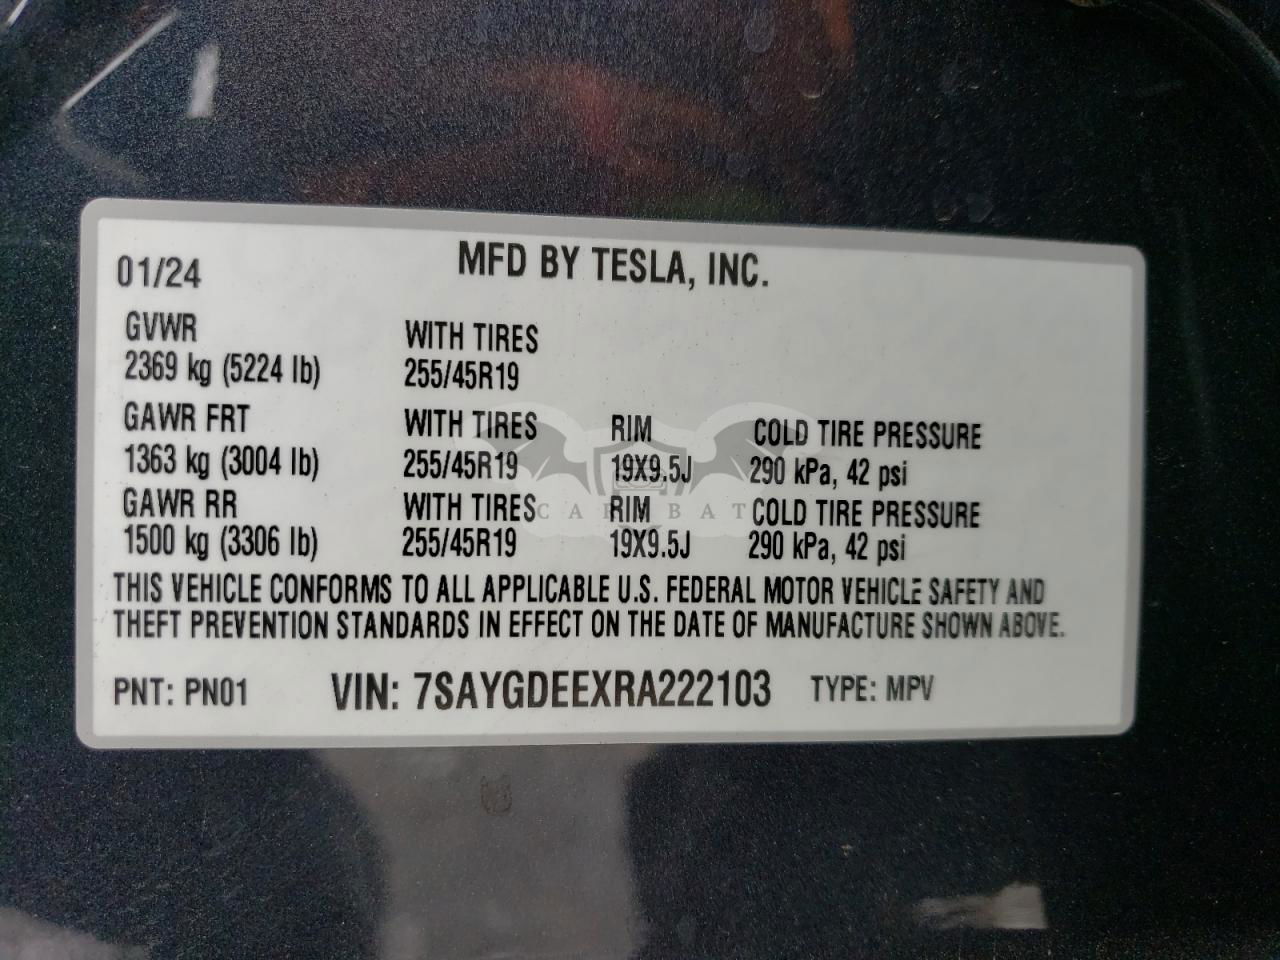 01/24 MFD BY TESLA, INC.
GVWR WITH TIRES
2369 kg (5224 lb) 255/45R19
GAWR FRT WITH TIRES RIM COLD TIRE PRESSURE
1363 kg (3004 lb) 255/45R19 19X9.5J 290 kPa, 42 psi
GAWR RR WITH TIRES RIM COLD TIRE PRESSURE
CARBAT
1500 kg (3306 lb) 255/45R19 19X9.5J 290 kPa, 42 psi
THIS VEHICLE CONFORMS TO ALL APPLICABLE U.S. FEDERAL MOTOR VEHICLE SAFETY AND
THEFT PREVENTION STANDARDS IN EFFECT ON THE DATE OF MANUFACTURE SHOWN ABOVE.
PNT: PN01 VIN: 7SAYGDEEXRA222103 TYPE: MPV